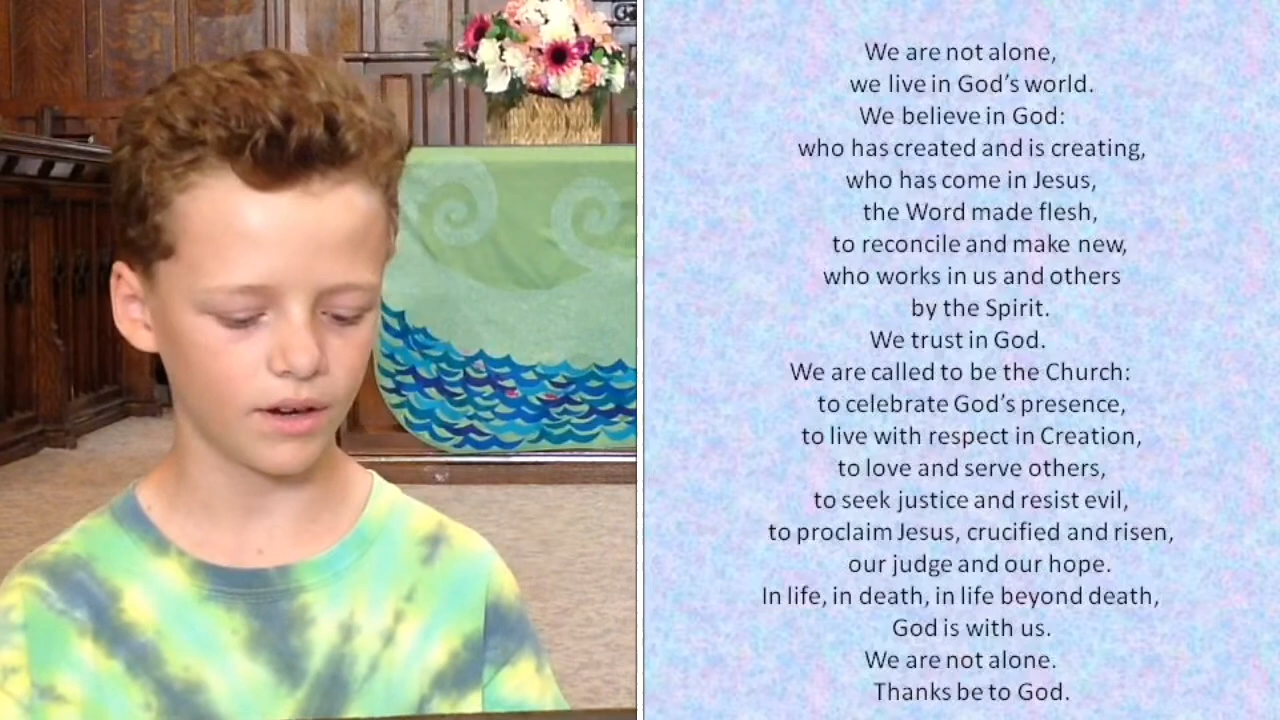 We are not alone,
we live in God's world.
We believe in God:
who has created and is creating,
who has come in Jesus,
the Word made flesh,
to reconcile and make new,
who works in us and others
by the Spirit.
We trust in God.
We are called to be the Church:
to celebrate God's presence,
to live with respect in Creation,
to love and serve others,
to seek justice and resist evil,
to proclaim Jesus, crucified and risen,
our judge and our hope.
In life, in death, in life beyond death,
God is with us.
We are not alone.
Thanks be to God.